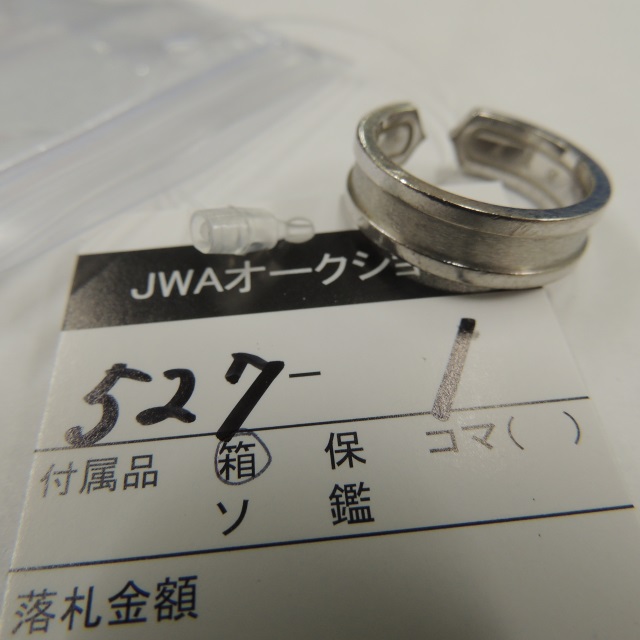 JWAオークショ
527-1
付属品 箱 保 コマ( )
ソ 鑑
落札金額